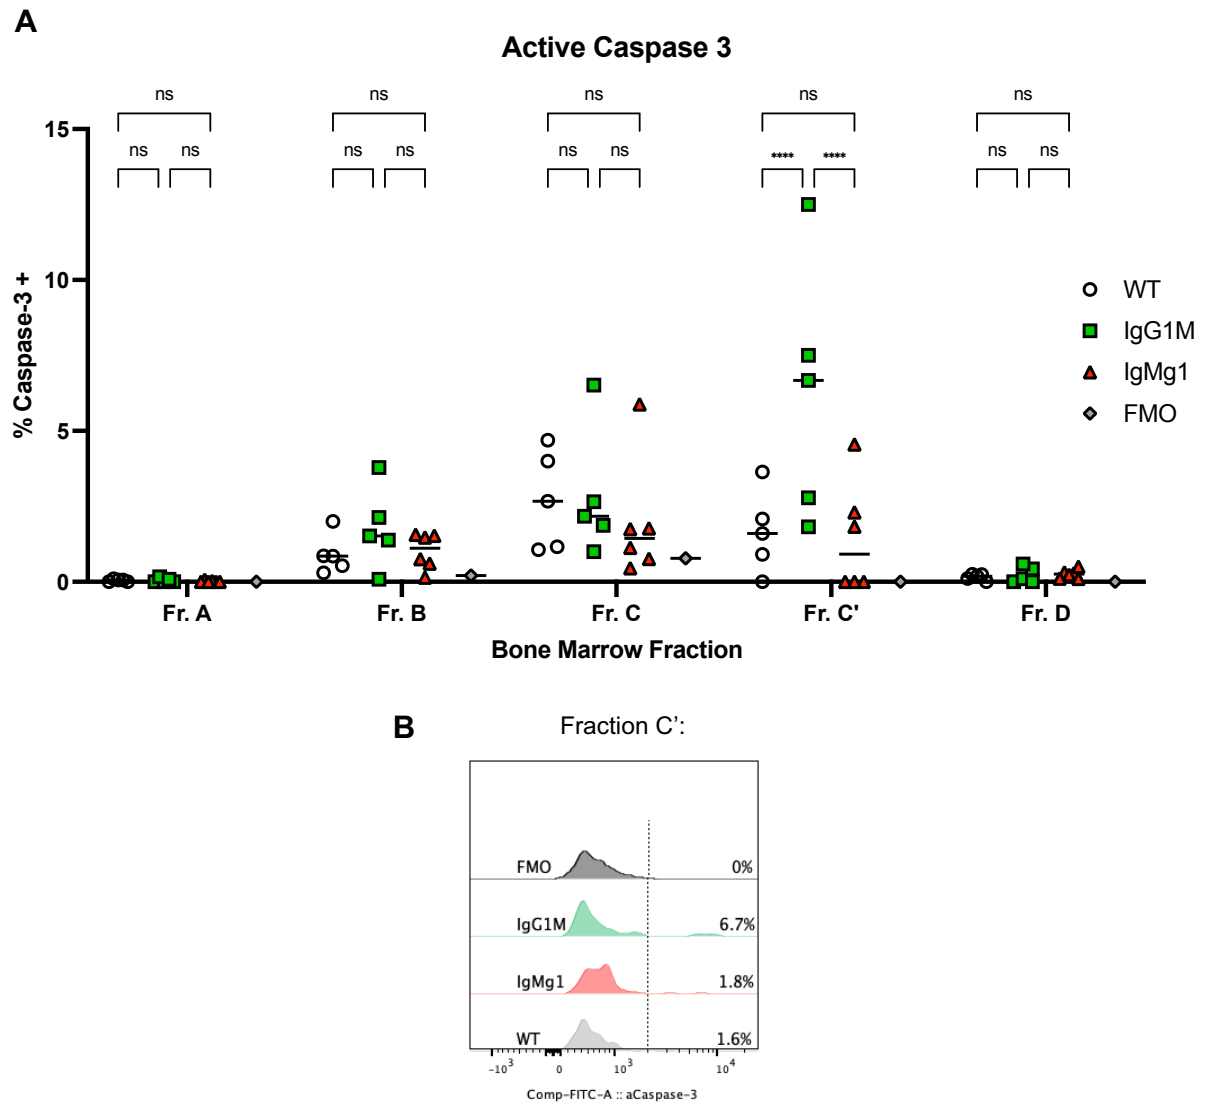 A
Active Caspase 3
ns ns ns ns ns
15
ns ns ns ns ns ns **** **** ns ns
10
5
0
% Caspase-3 +
WT
IgG1M
IgMg1
FMO
Fr. A Fr. B Fr. C Fr. C' Fr. D
Bone Marrow Fraction
B
Fraction C’:
FMO 0%
IgG1M 6.7%
IgMg1 1.8%
WT 1.6%
-10³ 0 10³ 10⁴
Comp-FITC-A :: aCaspase-3